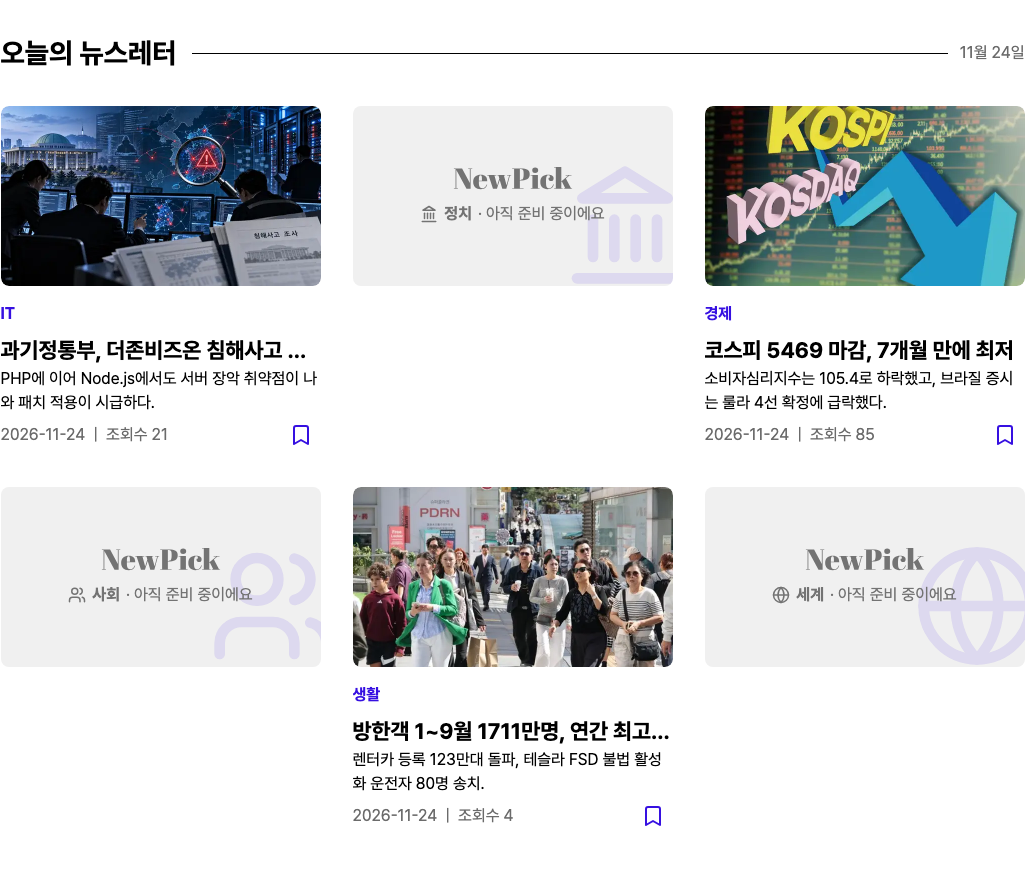 오늘의 뉴스레터
11월 24일
침해사고 조사
NewPick
정치 · 아직 준비 중이에요
KOSPI
KOSDAQ
IT
과기정통부, 더존비즈온 침해사고 ...
PHP에 이어 Node.js에서도 서버 장악 취약점이 나
와 패치 적용이 시급하다.
2026-11-24 | 조회수 21
경제
코스피 5469 마감, 7개월 만에 최저
소비자심리지수는 105.4로 하락했고, 브라질 증시
는 룰라 4선 확정에 급락했다.
2026-11-24 | 조회수 85
NewPick
사회 · 아직 준비 중이에요
PDRN
NewPick
세계 · 아직 준비 중이에요
생활
방한객 1~9월 1711만명, 연간 최고...
렌터카 등록 123만대 돌파, 테슬라 FSD 불법 활성
화 운전자 80명 송치.
2026-11-24 | 조회수 4